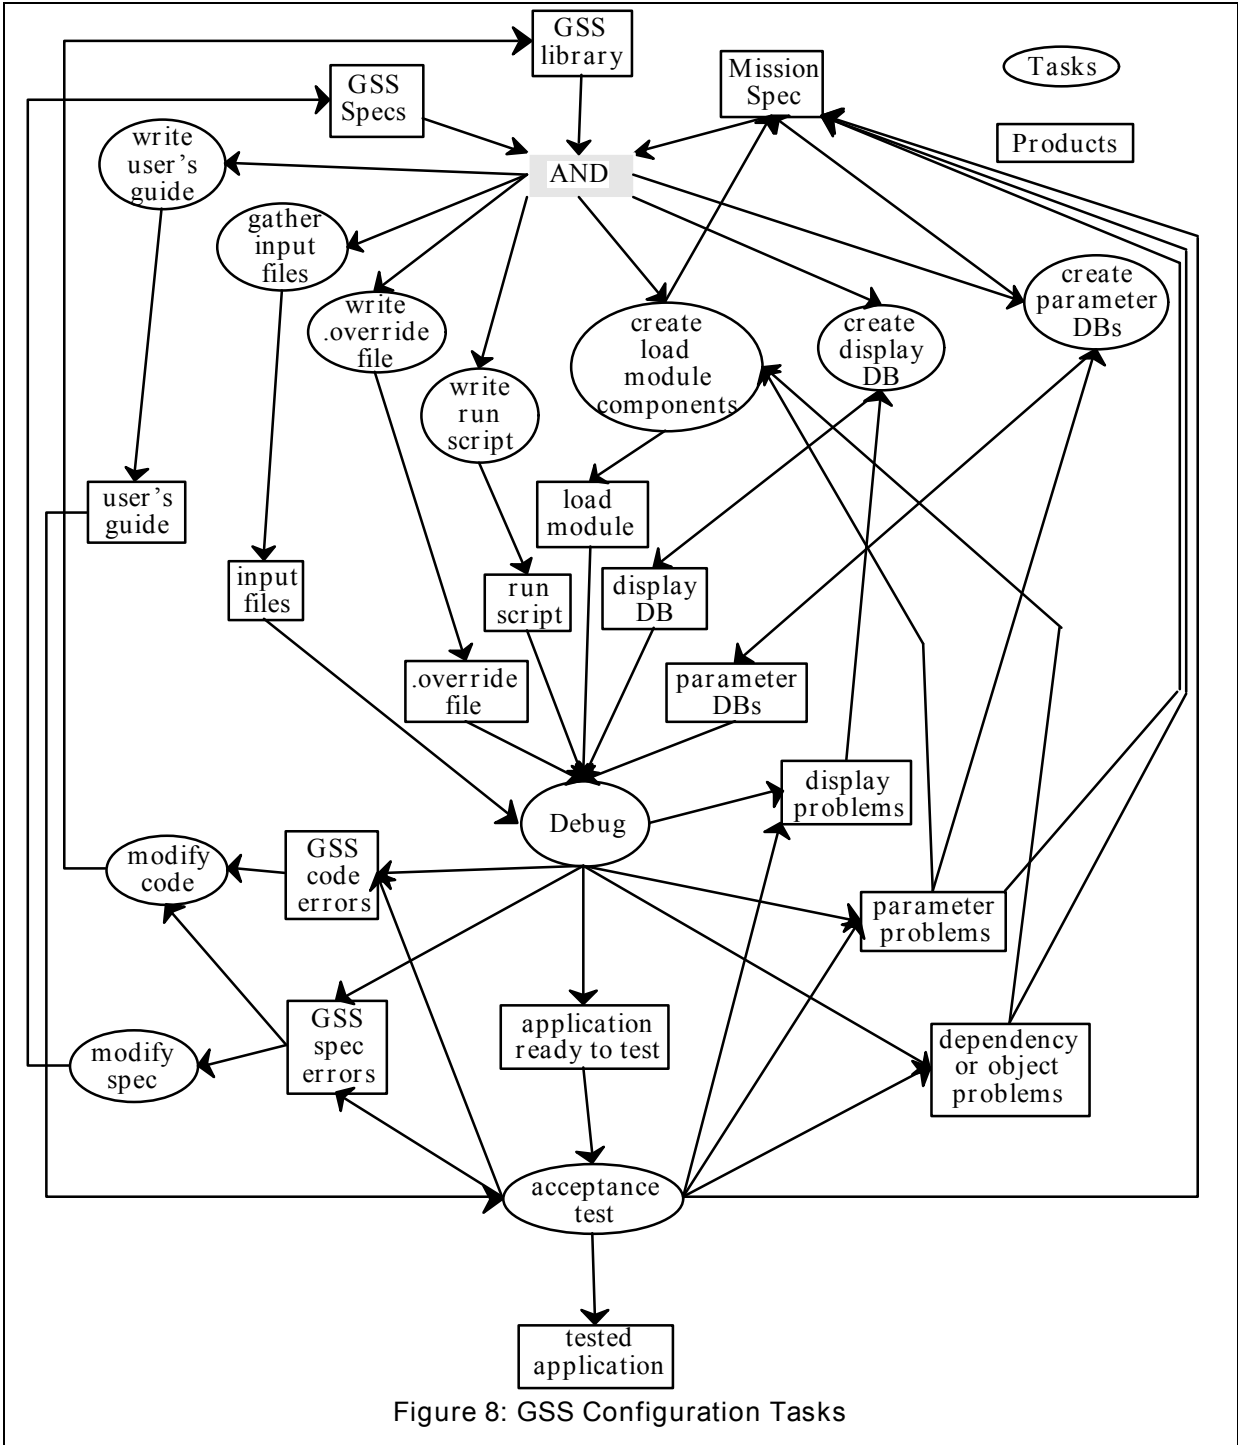 GSS
library
Mission
Spec
Tasks
GSS
Specs
Products
write
user's
guide
AND
gather
input
files
create
parameter
DBs
write
.override
file
create
load
module
components
create
display
DB
write
run
script
user's
guide
load
module
input
files
run
script
display
DB
.override
file
parameter
DBs
display
problems
Debug
modify
code
GSS
code
errors
parameter
problems
GSS
spec
errors
application
ready to test
dependency
or object
problems
modify
spec
acceptance
test
tested
application
Figure 8: GSS Configuration Tasks